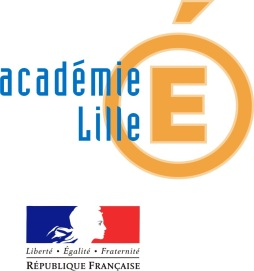 académie
Lille
É
Liberté • Égalité • Fraternité
RÉPUBLIQUE FRANÇAISE